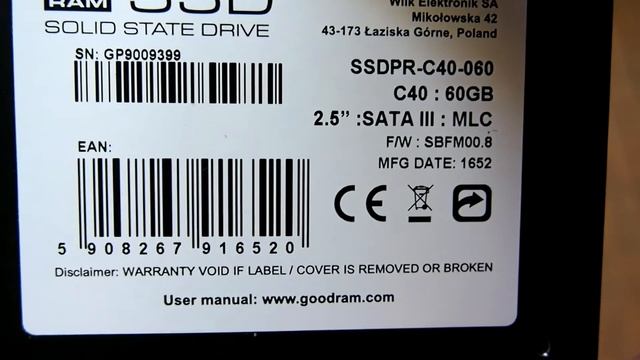 RAM SSD
SOLID STATE DRIVE
Wilk Elektronik SA
Mikołowska 42
43-173 Łaziska Górne, Poland
SN: GP9009399
SSDPR-C40-060
C40 : 60GB
2.5” :SATA III : MLC
F/W : SBFM00.8
MFG DATE: 1652
EAN:
5 908267 916520
Disclaimer: WARRANTY VOID IF LABEL / COVER IS REMOVED OR BROKEN
User manual: www.goodram.com